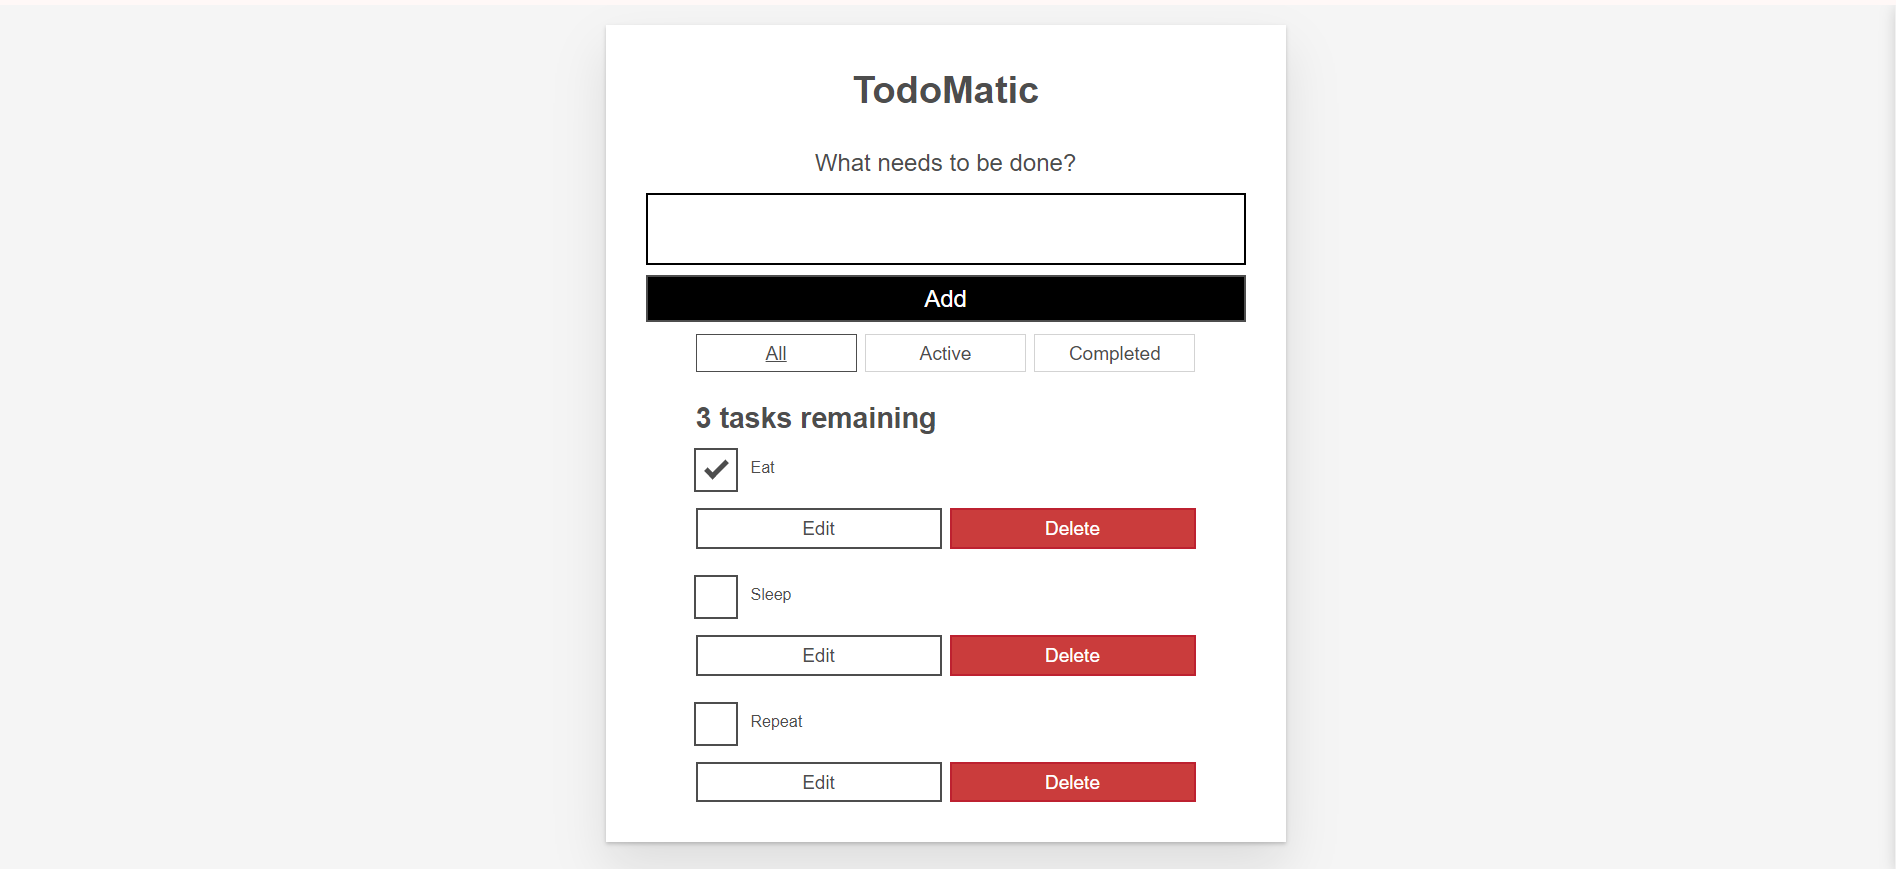 TodoMatic
What needs to be done?
Add
All Active Completed
3 tasks remaining
Eat
Edit Delete
Sleep
Edit Delete
Repeat
Edit Delete